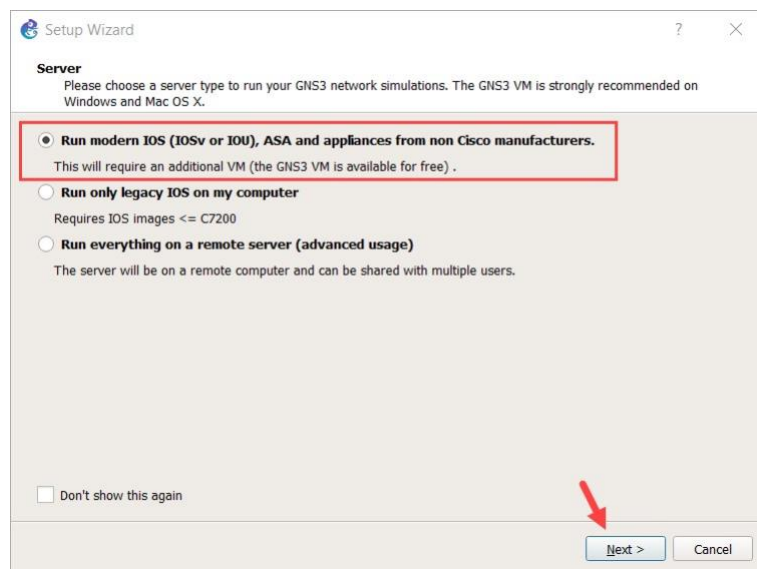 Setup Wizard
Server
Please choose a server type to run your GNS3 network simulations. The GNS3 VM is strongly recommended on
Windows and Mac OS X.
Run modern IOS (IOSv or IOU), ASA and appliances from non Cisco manufacturers.
This will require an additional VM (the GNS3 VM is available for free) .
Run only legacy IOS on my computer
Requires IOS images <= C7200
Run everything on a remote server (advanced usage)
The server will be on a remote computer and can be shared with multiple users.
Don't show this again
Next > Cancel